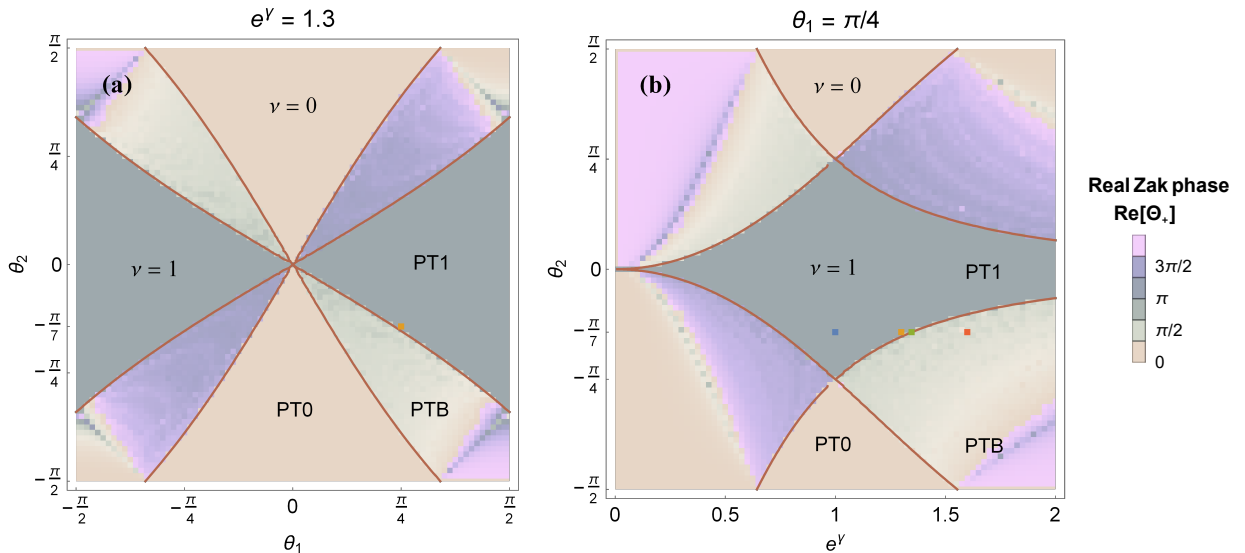 e^γ = 1.3
(a)
ν = 0
ν = 1
PT1
PT0
PTB
π/2
π/4
0
−π/7
−π/4
−π/2
θ₂
−π/2
−π/4
0
π/4
π/2
θ₁
θ₁ = π/4
(b)
ν = 0
ν = 1
PT1
PT0
PTB
π/2
π/4
0
−π/7
−π/4
−π/2
θ₂
0
0.5
1
1.5
2
e^γ
Real Zak phase
Re[Θ₊]
3π/2
π
π/2
0